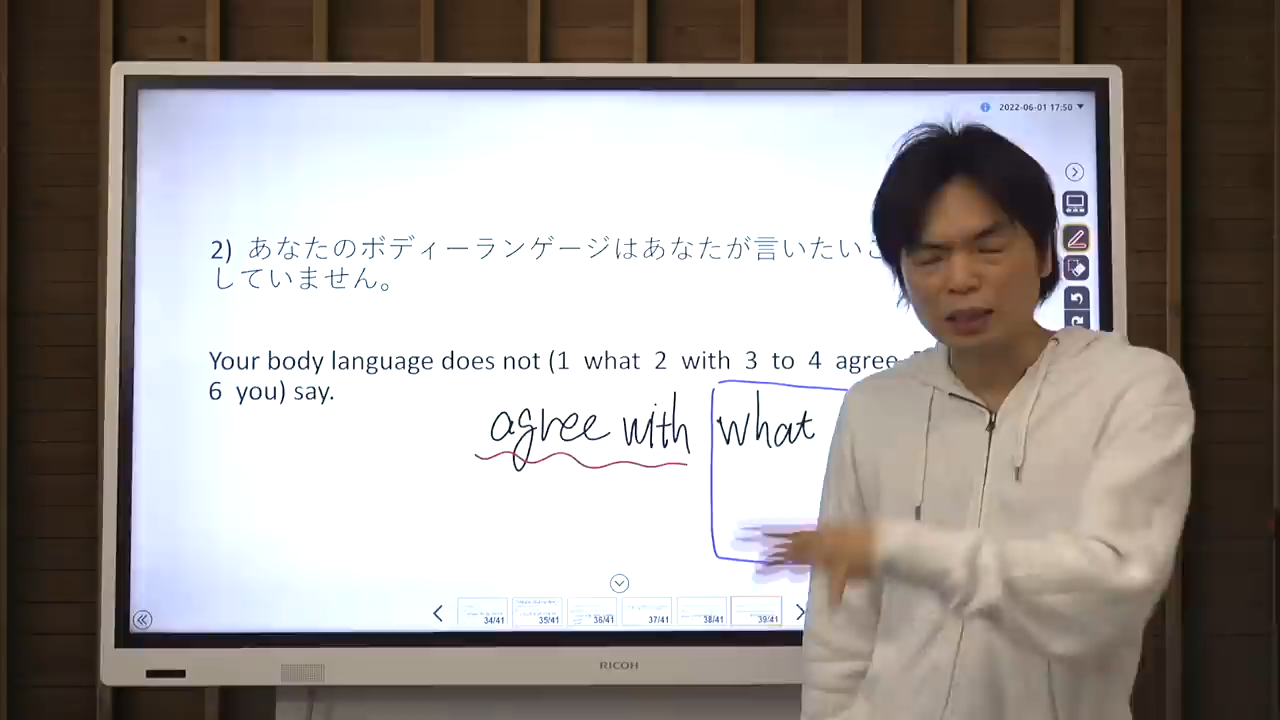 2022-06-01 17:50
2) あなたのボディーランゲージはあなたが言いたい
していません。
Your body language does not (1 what 2 with 3 to 4 agree
6 you) say.
agree with what
34/41 35/41 36/41 37/41 38/41 39/41
RICOH